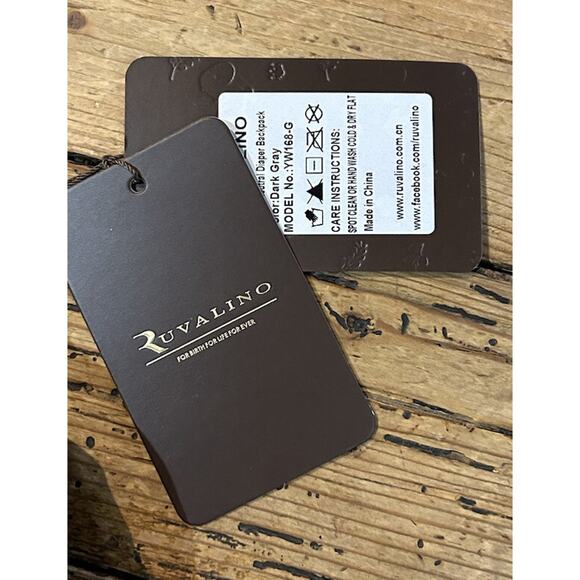 RUVALINO
FOR BIRTH FOR LIFE FOR EVER
Diaper Backpack
Dark Gray
MODEL No.:YW168-G
CARE INSTRUCTIONS:
SPOT CLEAN OR HAND WASH COLD & DRY FLAT
Made in China
www.ruvalino.com.cn
www.facebook.com/ruvalino